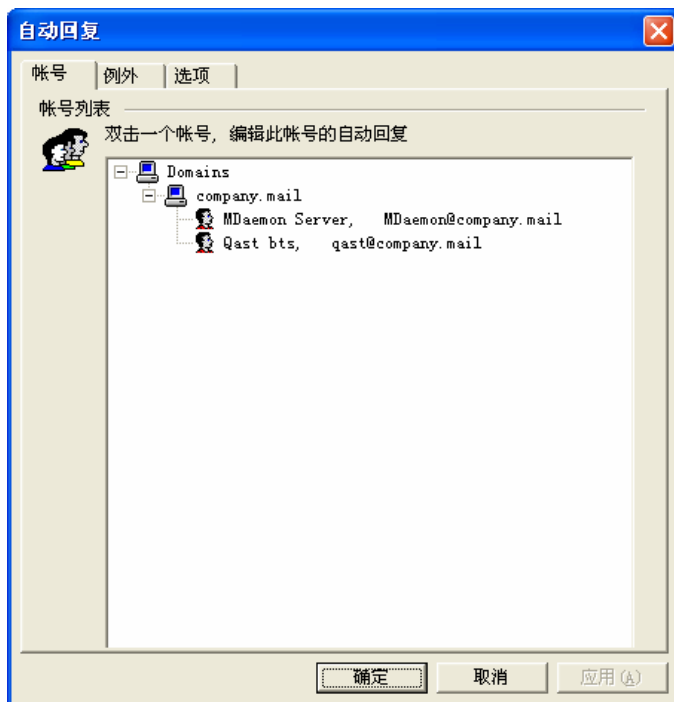 自动回复
帐号 例外 选项
帐号列表
双击一个帐号, 编辑此帐号的自动回复
Domains
company.mail
MDaemon Server, MDaemon@company.mail
Qast bts, qast@company.mail
确定 取消 应用(A)